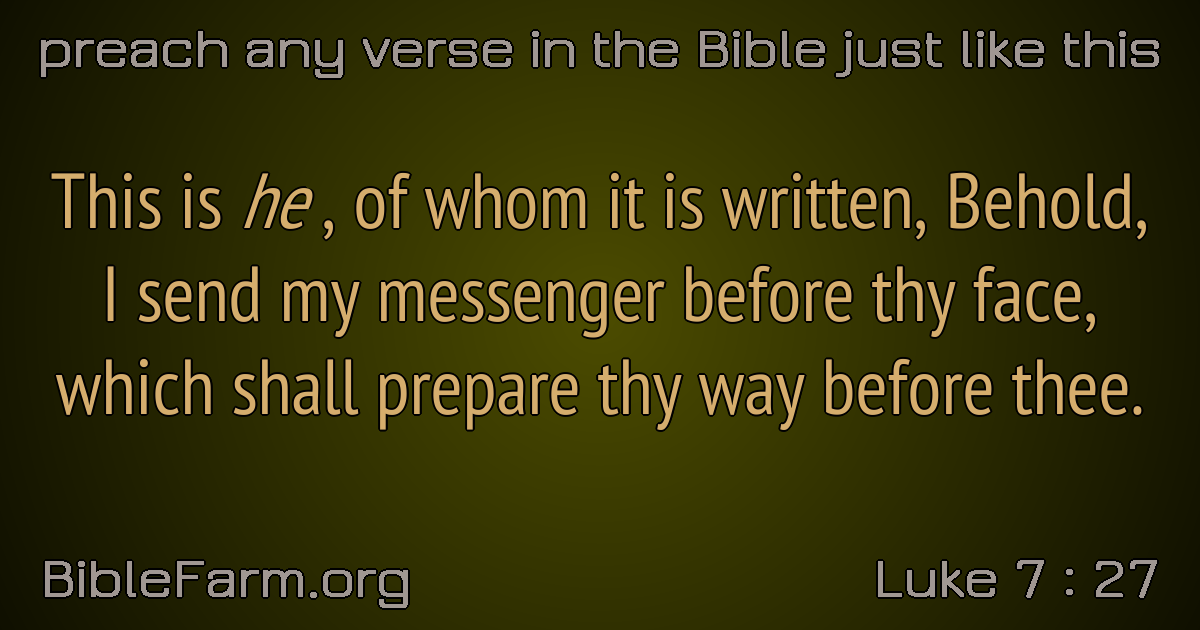 preach any verse in the Bible just like this
This is he , of whom it is written, Behold,
I send my messenger before thy face,
which shall prepare thy way before thee.
BibleFarm.org
Luke 7 : 27